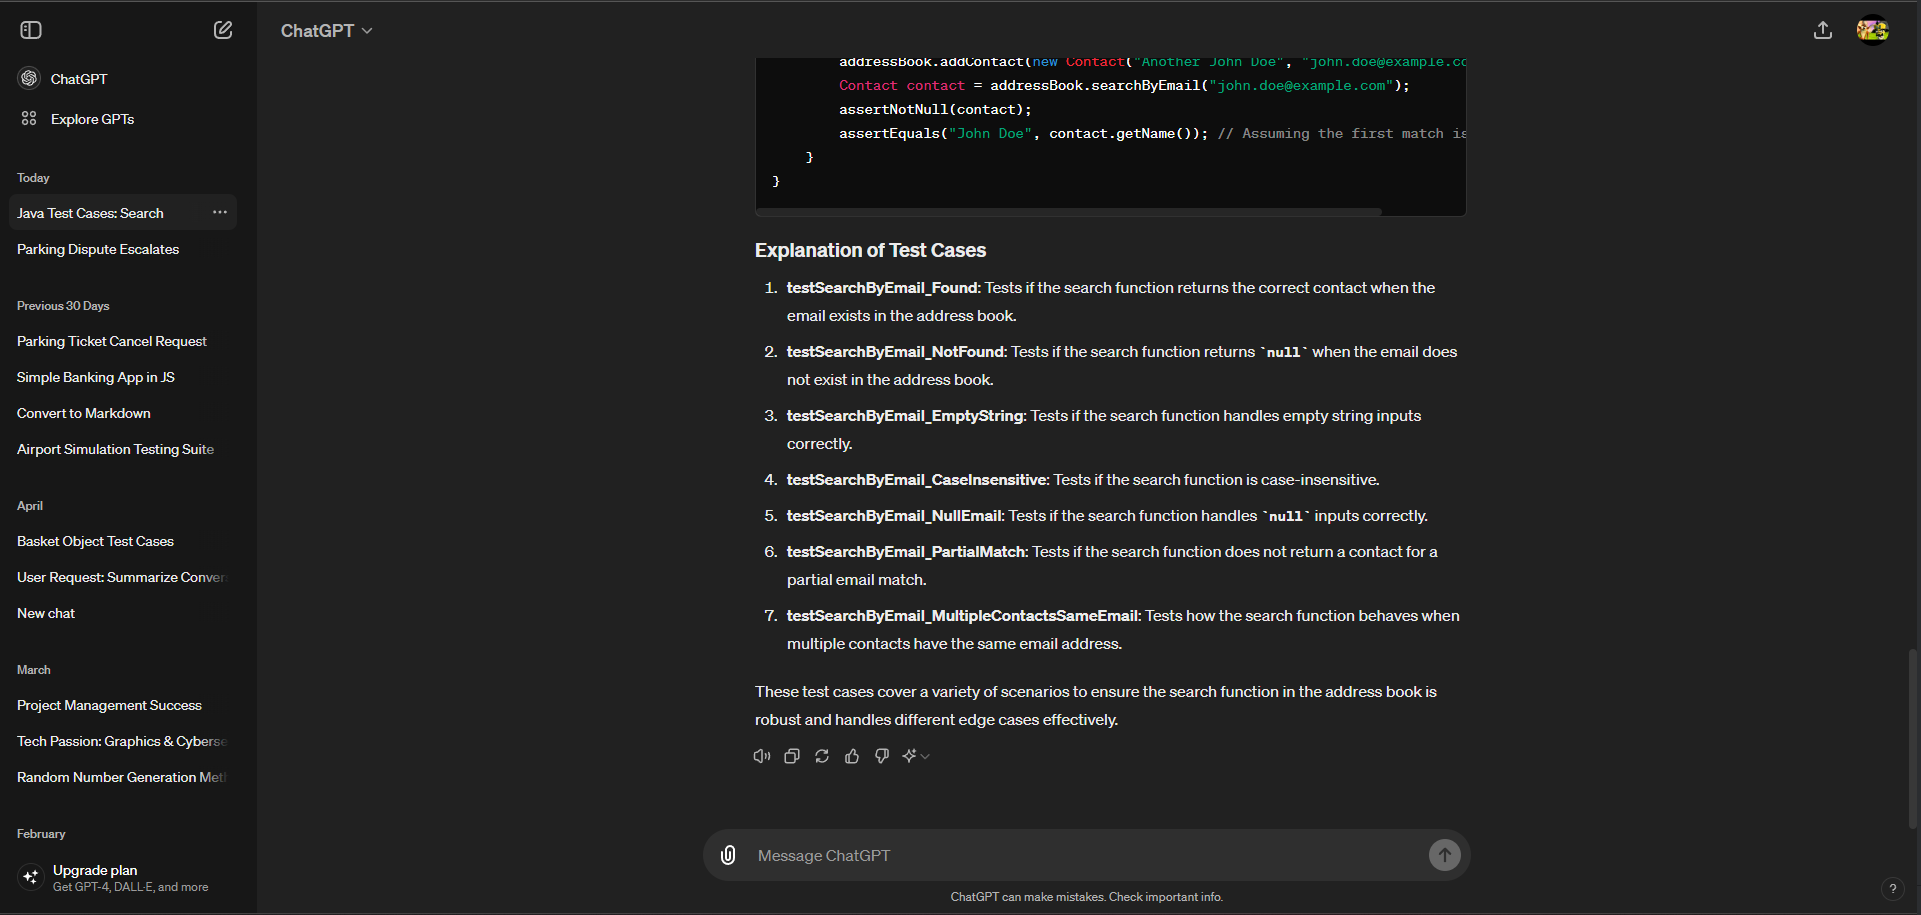 ChatGPT
ChatGPT
Explore GPTs
Today
Java Test Cases: Search
Parking Dispute Escalates
Previous 30 Days
Parking Ticket Cancel Request
Simple Banking App in JS
Convert to Markdown
Airport Simulation Testing Suite
April
Basket Object Test Cases
User Request: Summarize Conver
New chat
March
Project Management Success
Tech Passion: Graphics & Cyberse
Random Number Generation Meth
February
Upgrade plan
Get GPT-4, DALL·E, and more
addressBook.addContact(new Contact("Another John Doe", "john.doe@example.co
Contact contact = addressBook.searchByEmail("john.doe@example.com");
assertNotNull(contact);
assertEquals("John Doe", contact.getName()); // Assuming the first match is
}
}
Explanation of Test Cases
1. testSearchByEmail_Found: Tests if the search function returns the correct contact when the
email exists in the address book.
2. testSearchByEmail_NotFound: Tests if the search function returns `null` when the email does
not exist in the address book.
3. testSearchByEmail_EmptyString: Tests if the search function handles empty string inputs
correctly.
4. testSearchByEmail_CaseInsensitive: Tests if the search function is case-insensitive.
5. testSearchByEmail_NullEmail: Tests if the search function handles `null` inputs correctly.
6. testSearchByEmail_PartialMatch: Tests if the search function does not return a contact for a
partial email match.
7. testSearchByEmail_MultipleContactsSameEmail: Tests how the search function behaves when
multiple contacts have the same email address.
These test cases cover a variety of scenarios to ensure the search function in the address book is
robust and handles different edge cases effectively.
Message ChatGPT
ChatGPT can make mistakes. Check important info.
?